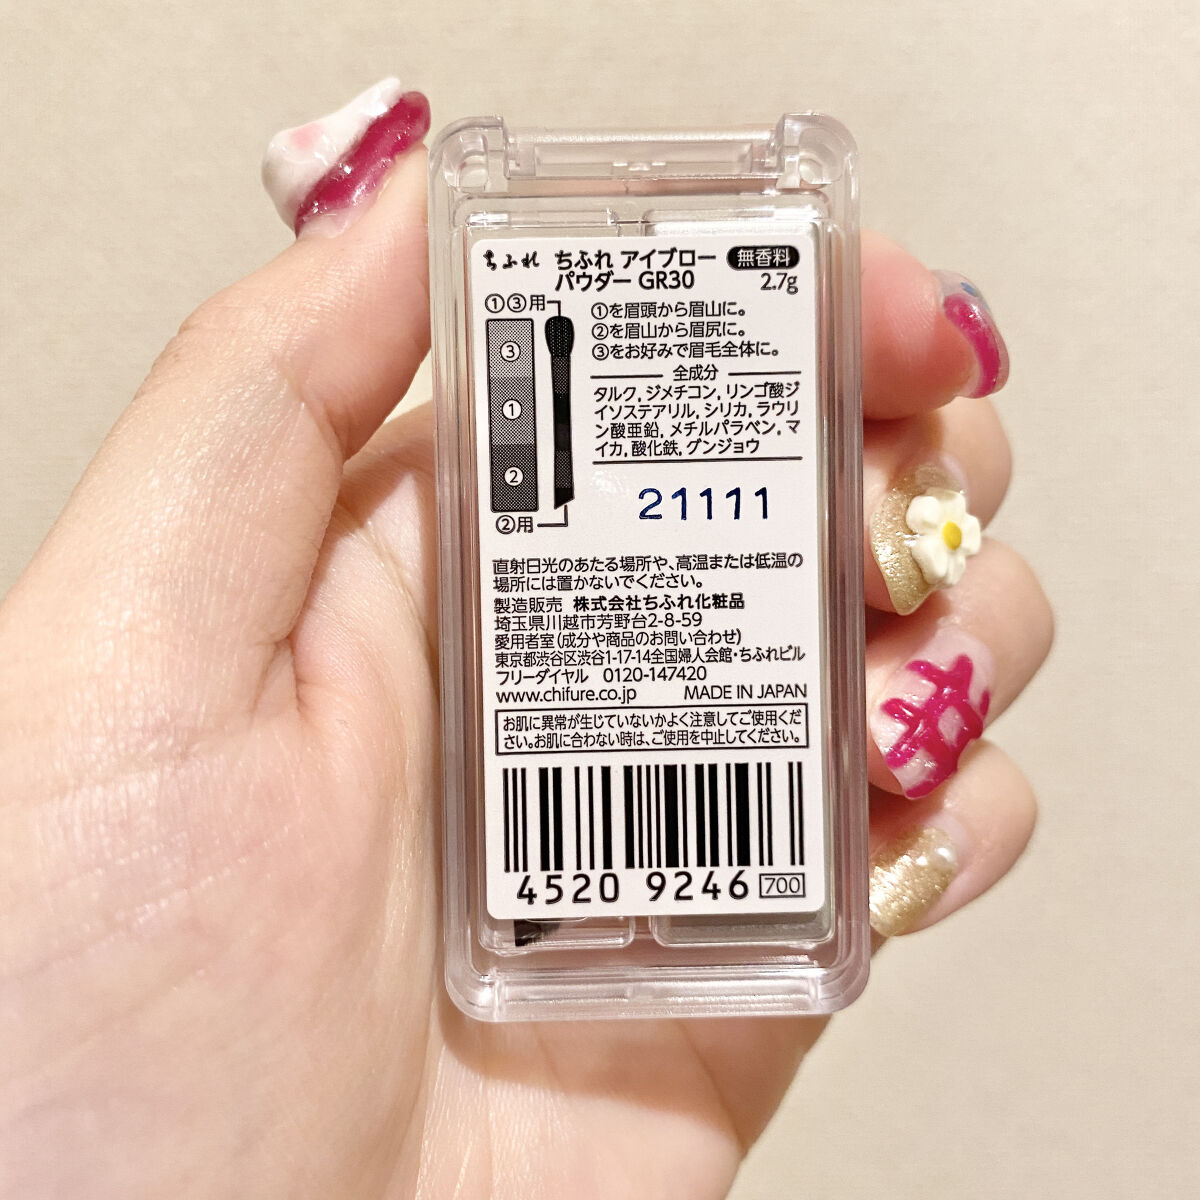 ちふれ ちふれ アイブロー 無香料
パウダー GR30 2.7g
①③用
③
①
②
②用
①を眉頭から眉山に。
②を眉山から眉尻に。
③をお好みで眉毛全体に。
全成分
タルク, ジメチコン, リンゴ酸ジ
イソステアリル, シリカ, ラウリ
ン酸亜鉛, メチルパラベン, マ
イカ, 酸化鉄, グンジョウ
21111
直射日光のあたる場所や、高温または低温の
場所には置かないでください。
製造販売 株式会社ちふれ化粧品
埼玉県川越市芳野台2-8-59
愛用者室(成分や商品のお問い合わせ)
東京都渋谷区渋谷1-17-14全国婦人会館・ちふれビル
フリーダイヤル 0120-147420
www.chifure.co.jp MADE IN JAPAN
お肌に異常が生じていないかよく注意してご使用くだ
さい。お肌に合わない時は、ご使用を中止してください。
4520 9246 700